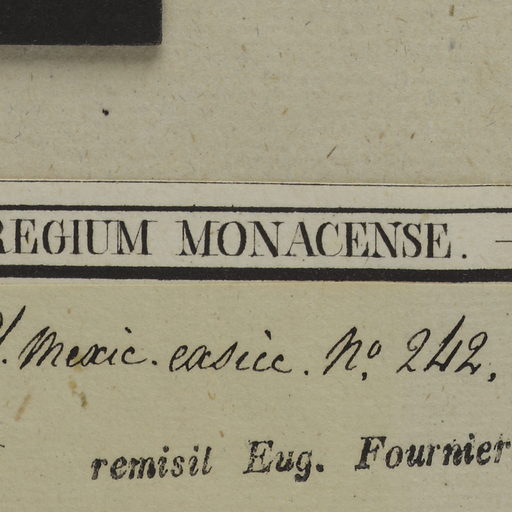 REGIUM MONACENSE. —
l. Mexic. exsicc. No. 242,
remisit Eug. Fournier